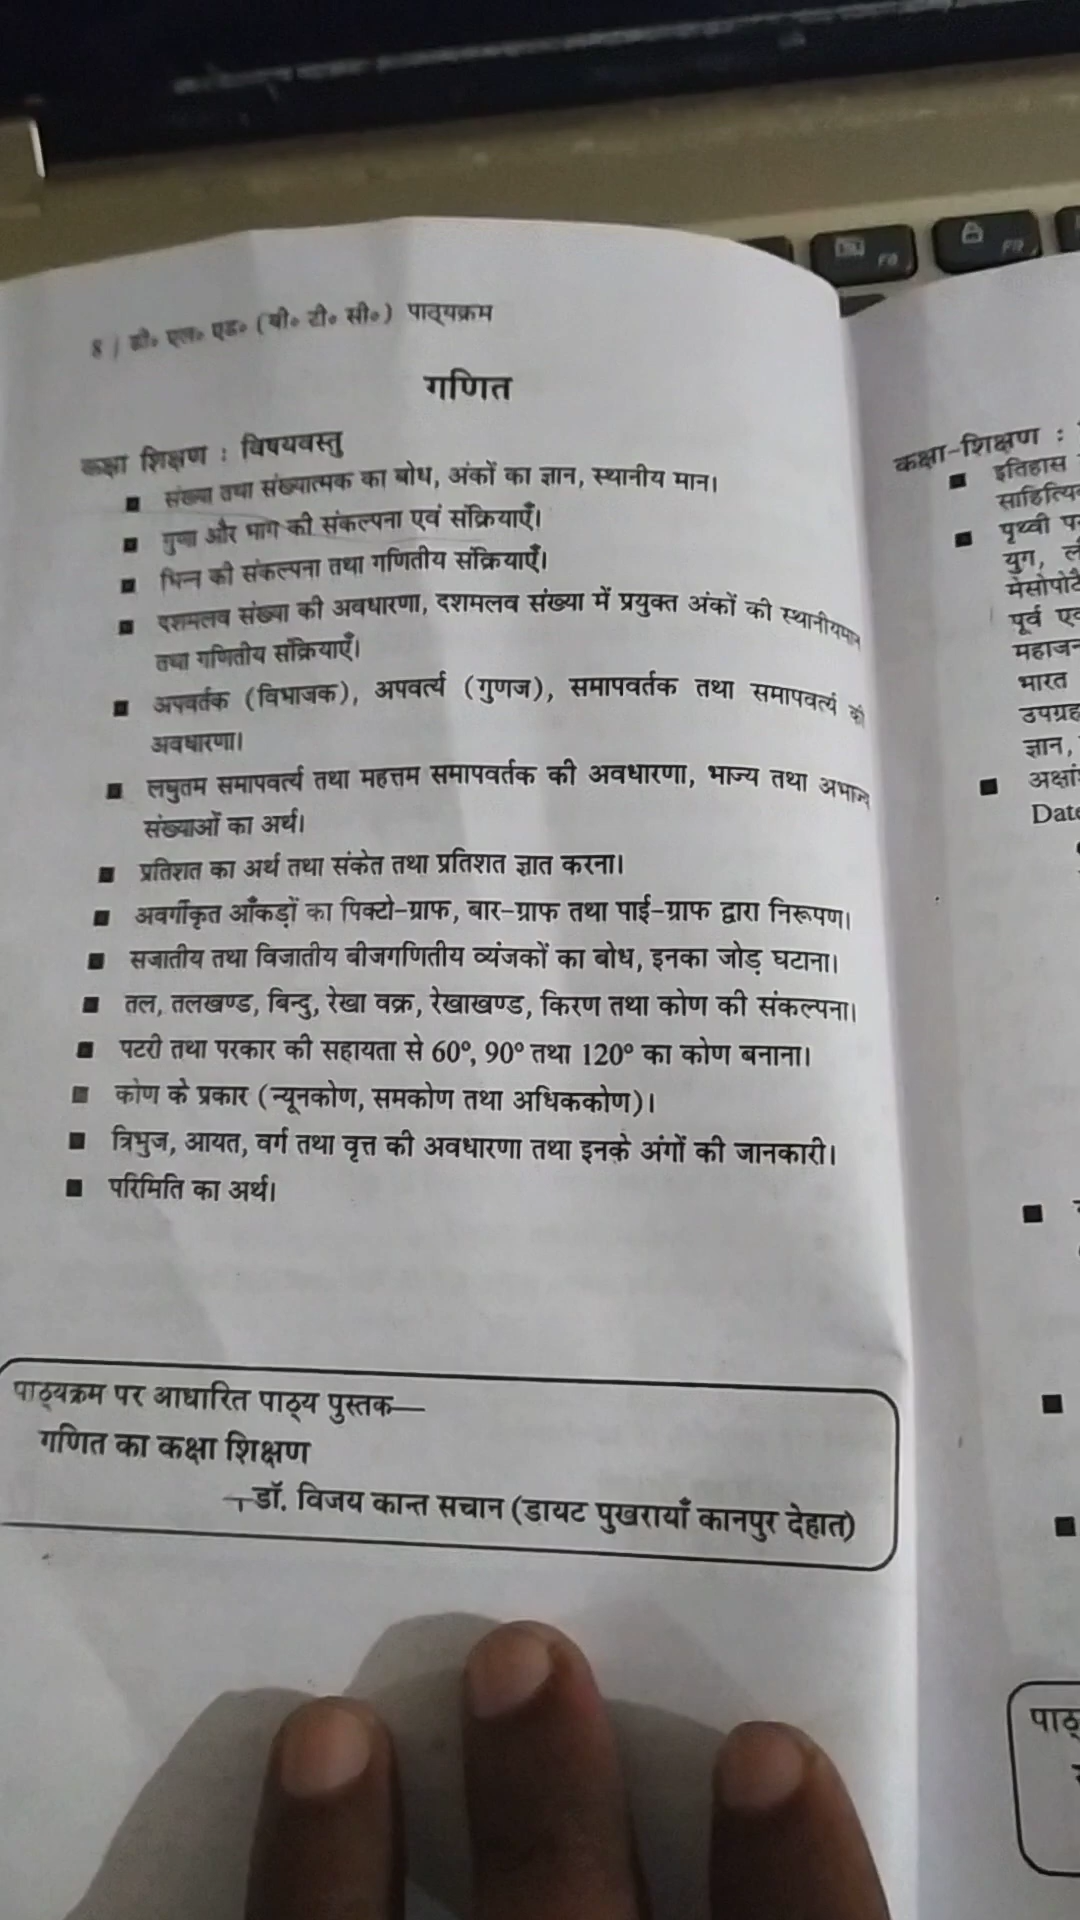 8 | डी० एल० एड० (बी० टी० सी०) पाठ्यक्रम
गणित
कक्षा शिक्षण : विषयवस्तु
■ संख्या तथा संख्यात्मक का बोध, अंकों का ज्ञान, स्थानीय मान।
■ गुणा और भाग की संकल्पना एवं संक्रियाएँ।
■ भिन्न की संकल्पना तथा गणितीय संक्रियाएँ।
■ दशमलव संख्या की अवधारणा, दशमलव संख्या में प्रयुक्त अंकों की स्थानीयमान
तथा गणितीय संक्रियाएँ।
■ अपवर्तक (विभाजक), अपवर्त्य (गुणज), समापवर्तक तथा समापवर्त्य की
अवधारणा।
■ लघुतम समापवर्त्य तथा महत्तम समापवर्तक की अवधारणा, भाज्य तथा अभाज्य
संख्याओं का अर्थ।
■ प्रतिशत का अर्थ तथा संकेत तथा प्रतिशत ज्ञात करना।
■ अवर्गीकृत आँकड़ों का पिक्टो-ग्राफ, बार-ग्राफ तथा पाई-ग्राफ द्वारा निरूपण।
■ सजातीय तथा विजातीय बीजगणितीय व्यंजकों का बोध, इनका जोड़ घटाना।
■ तल, तलखण्ड, बिन्दु, रेखा वक्र, रेखाखण्ड, किरण तथा कोण की संकल्पना।
■ पटरी तथा परकार की सहायता से 60°, 90° तथा 120° का कोण बनाना।
■ कोण के प्रकार (न्यूनकोण, समकोण तथा अधिककोण)।
■ त्रिभुज, आयत, वर्ग तथा वृत्त की अवधारणा तथा इनके अंगों की जानकारी।
■ परिमिति का अर्थ।
पाठ्यक्रम पर आधारित पाठ्य पुस्तक—
गणित का कक्षा शिक्षण
—डॉ. विजय कान्त सचान (डायट पुखरायाँ कानपुर देहात)
कक्षा-शिक्षण :
■ इतिहास
■ पृथ्वी
युग,
पूर्व
भारत
ज्ञान,
■
Date